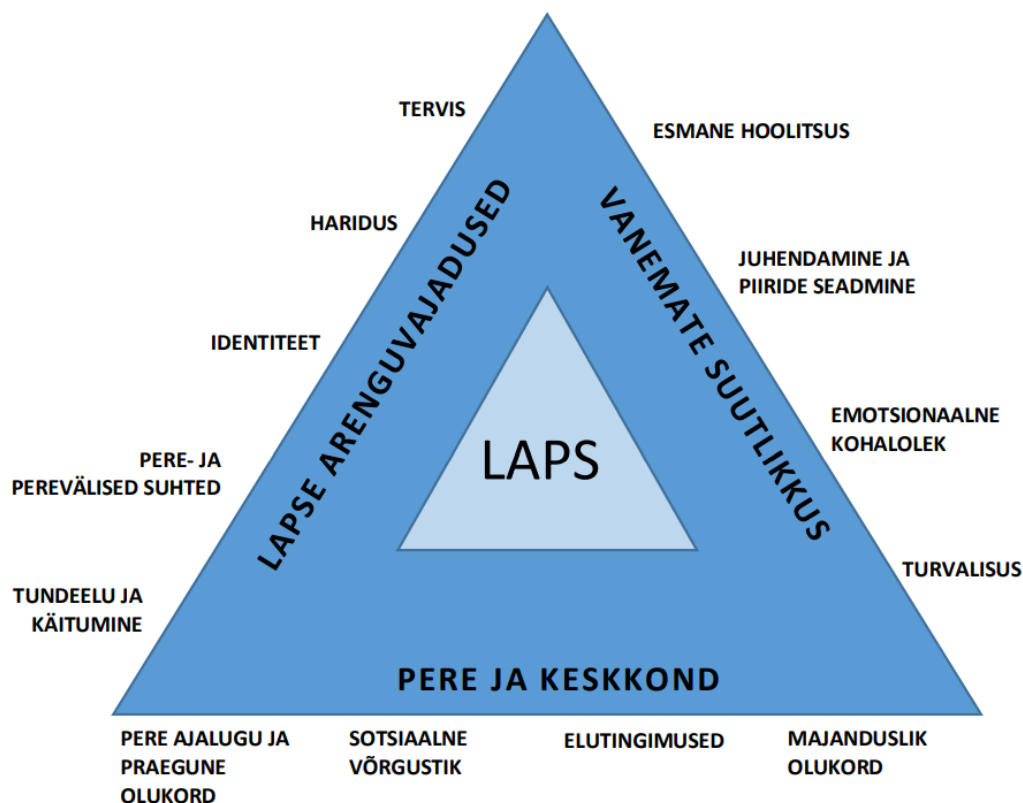 TERVIS
HARIDUS
IDENTITEET
PERE- JA
PEREVÄLISED SUHTED
TUNDEELU JA
KÄITUMINE
LAPSE ARENGUVAJADUSED
VANEMATE SUUTLIKKUS
ESMANE HOOLITSUS
JUHENDAMINE JA
PIIRIDE SEADMINE
EMOTSIONAALNE
KOHALOLEK
TURVALISUS
LAPS
PERE JA KESKKOND
PERE AJALUGU JA
PRAEGUNE
OLUKORD
SOTSIAALNE
VÕRGUSTIK
ELUTINGIMUSED
MAJANDUSLIK
OLUKORD